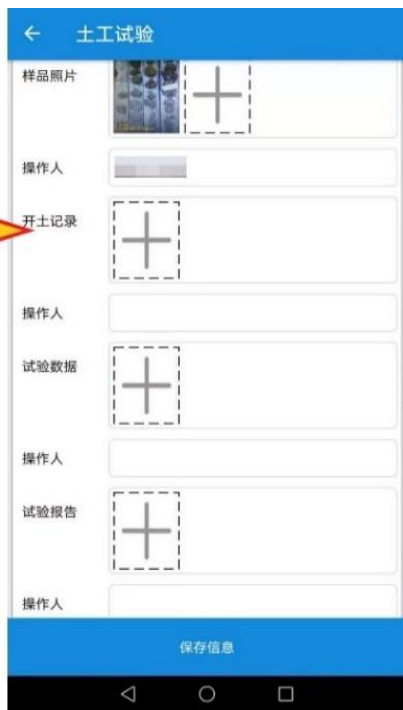 土工试验
样品照片
操作人
开土记录
操作人
试验数据
操作人
试验报告
操作人
保存信息